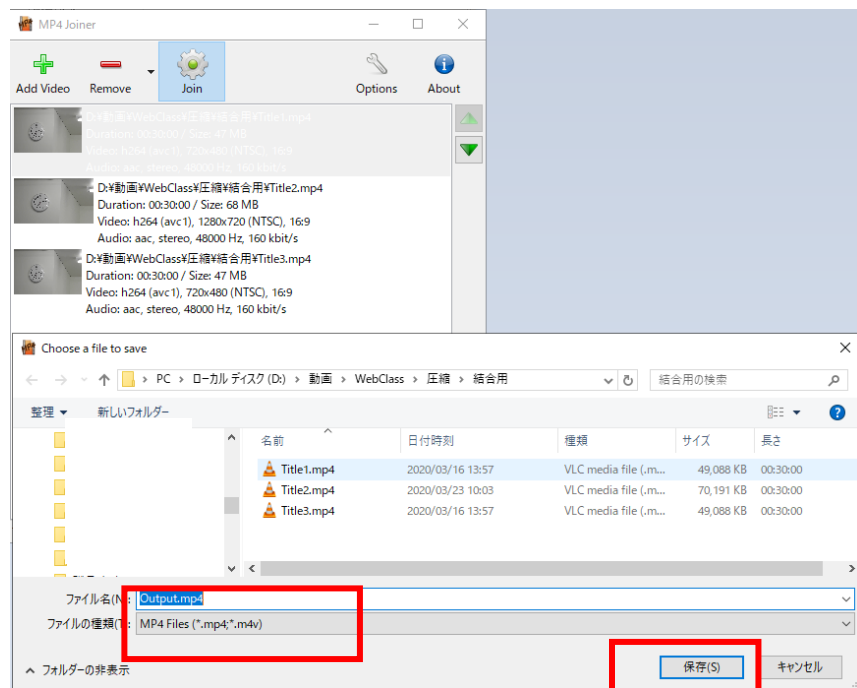 MP4 Joiner
Add Video Remove Join Options About
D:¥動画¥WebClass¥圧縮¥結合用¥Title1.mp4
Duration: 00:30:00 / Size: 47 MB
Video: h264 (avc1), 720x480 (NTSC), 16:9
Audio: aac, stereo, 48000 Hz, 160 kbit/s
D:¥動画¥WebClass¥圧縮¥結合用¥Title2.mp4
Duration: 00:30:00 / Size: 68 MB
Video: h264 (avc1), 1280x720 (NTSC), 16:9
Audio: aac, stereo, 48000 Hz, 160 kbit/s
D:¥動画¥WebClass¥圧縮¥結合用¥Title3.mp4
Duration: 00:30:00 / Size: 47 MB
Video: h264 (avc1), 720x480 (NTSC), 16:9
Audio: aac, stereo, 48000 Hz, 160 kbit/s
Choose a file to save
PC › ローカル ディスク (D:) › 動画 › WebClass › 圧縮 › 結合用 結合用の検索
整理 新しいフォルダー
名前 日付時刻 種類 サイズ 長さ
Title1.mp4 2020/03/16 13:57 VLC media file (.m... 49,088 KB 00:30:00
Title2.mp4 2020/03/23 10:03 VLC media file (.m... 70,191 KB 00:30:00
Title3.mp4 2020/03/16 13:57 VLC media file (.m... 49,088 KB 00:30:00
ファイル名(N): Output.mp4
ファイルの種類(T): MP4 Files (*.mp4;*.m4v)
フォルダーの非表示 保存(S) キャンセル